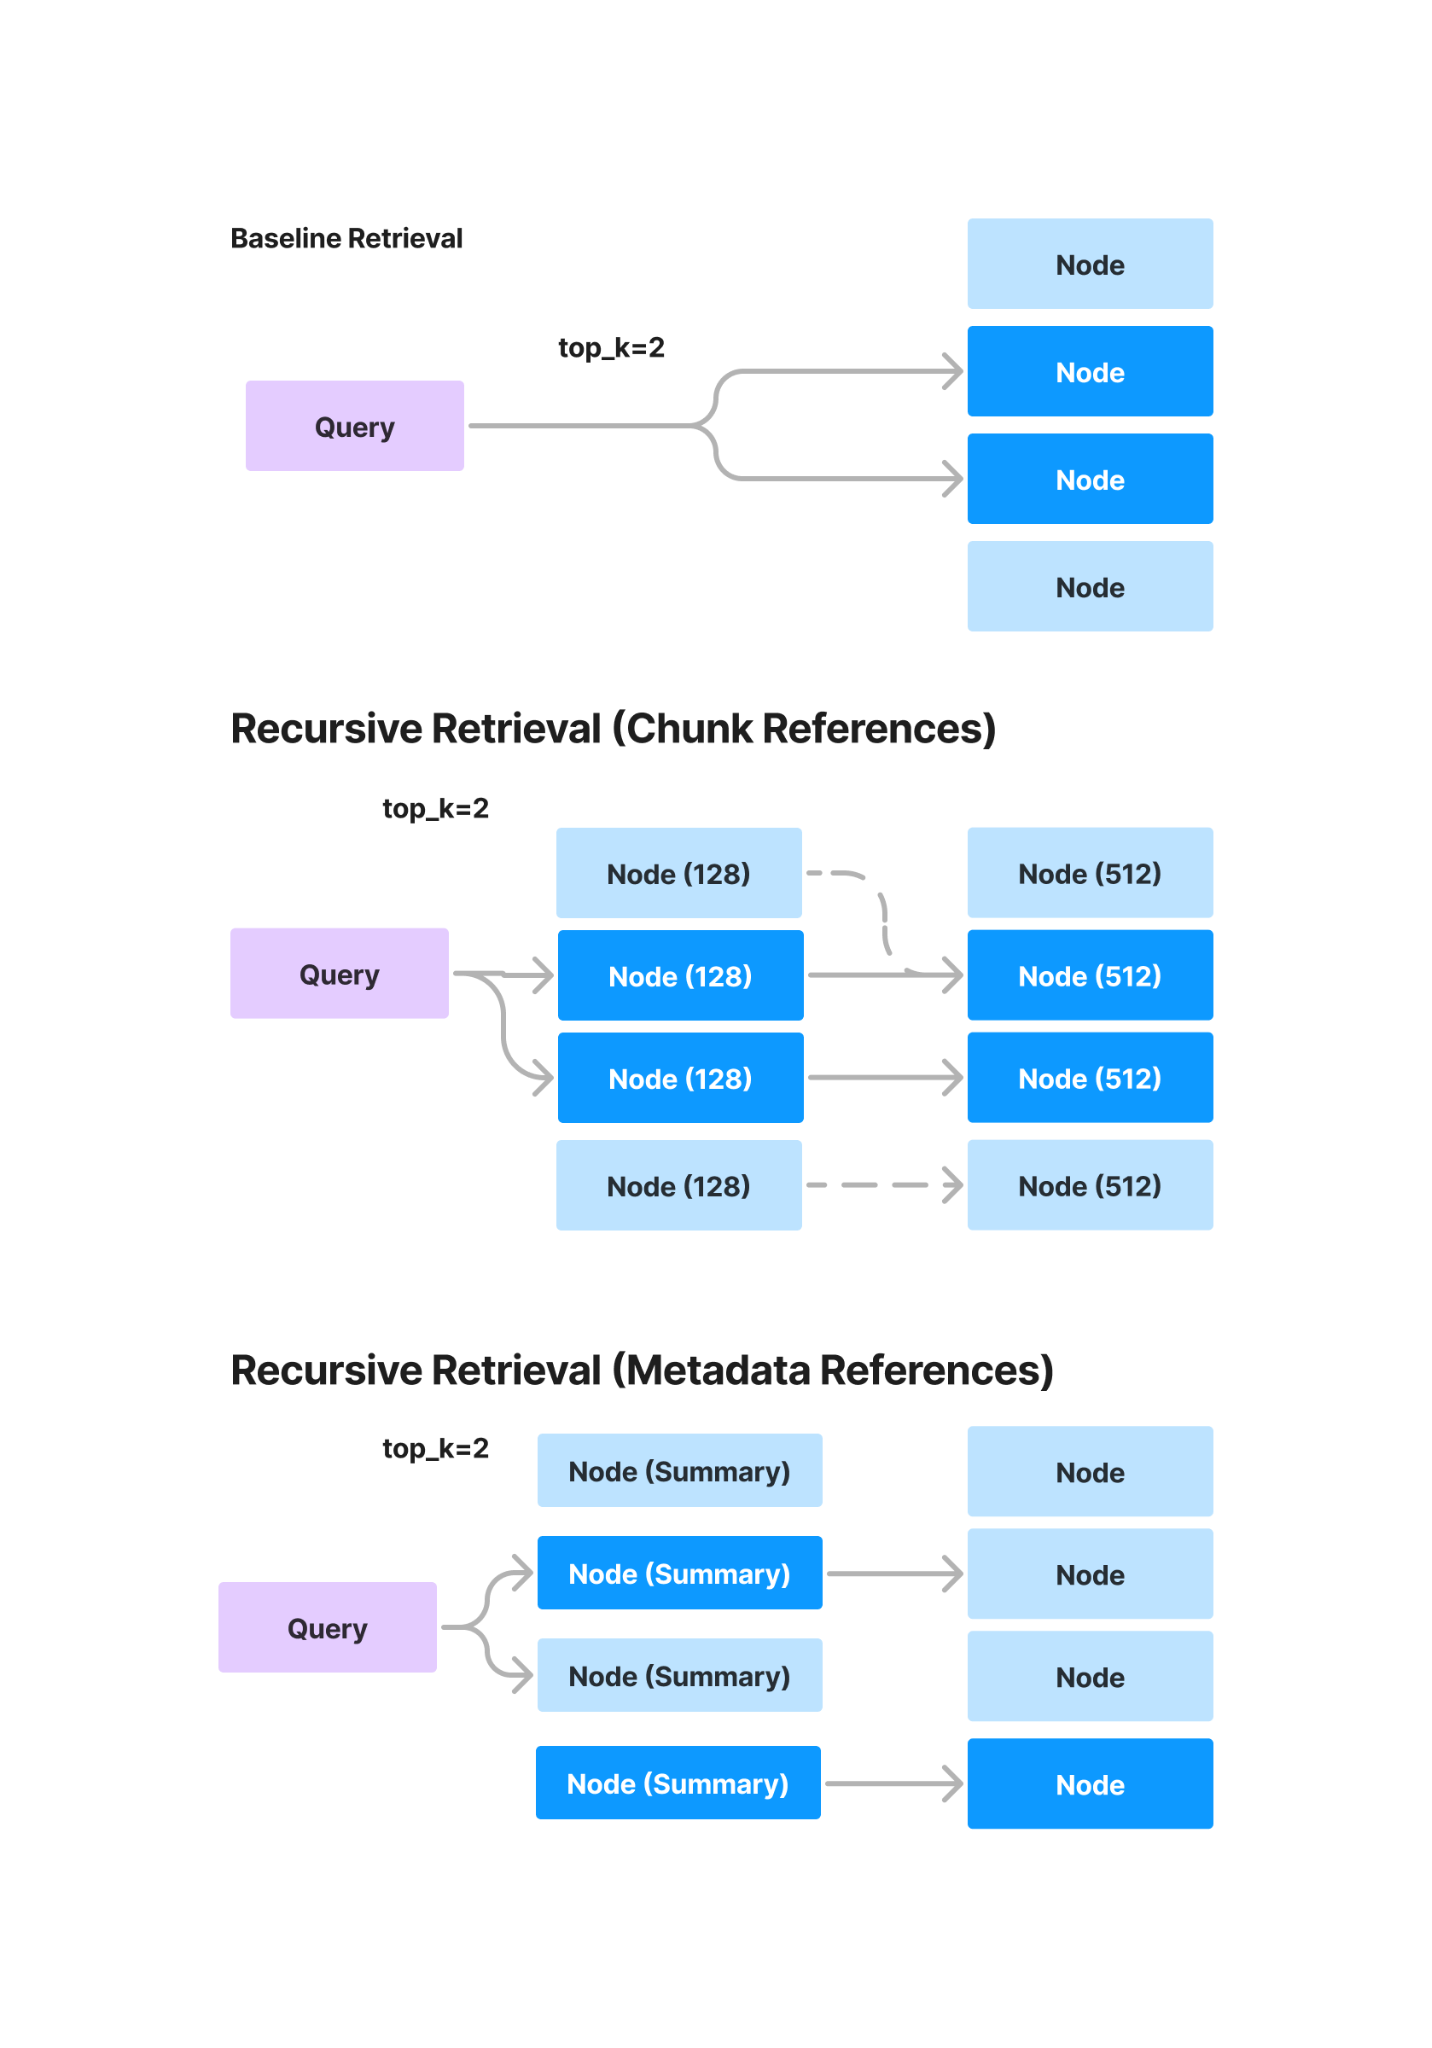 Baseline Retrieval
Node
top_k=2
Node
Query
Node
Node
Recursive Retrieval (Chunk References)
top_k=2
Node (128)
Node (512)
Query
Node (128)
Node (512)
Node (128)
Node (512)
Node (128)
Node (512)
Recursive Retrieval (Metadata References)
top_k=2
Node (Summary)
Node
Node (Summary)
Node
Query
Node (Summary)
Node
Node (Summary)
Node